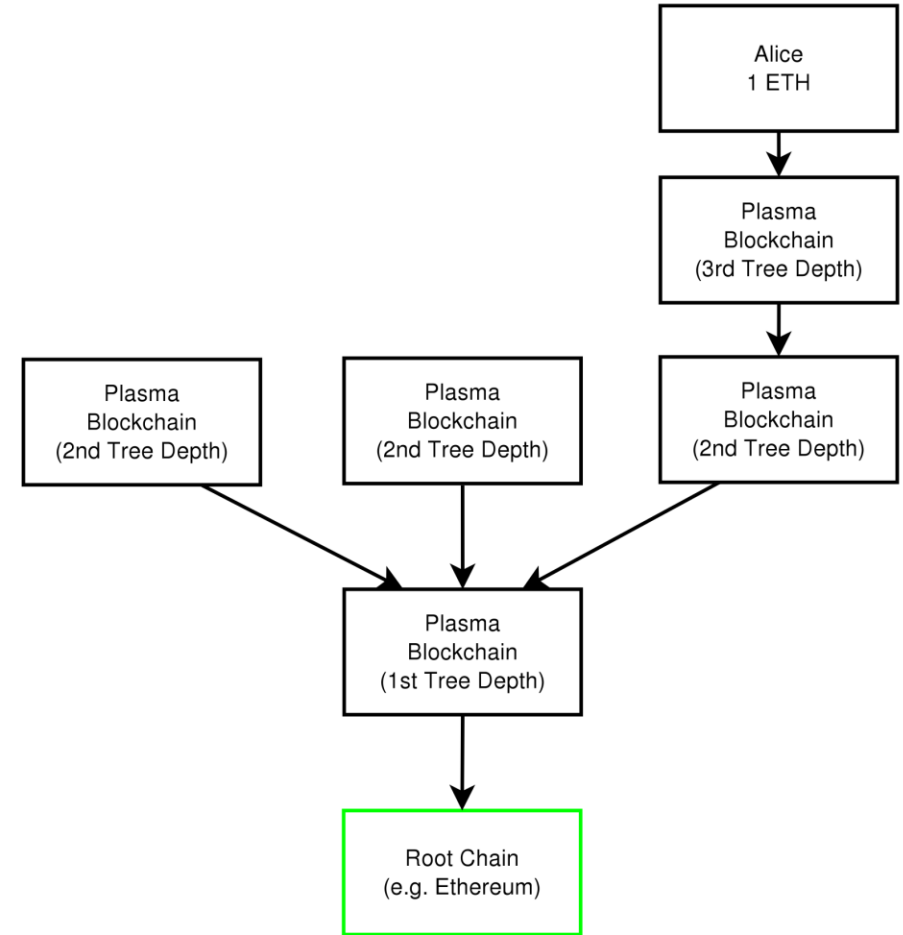 Alice
1 ETH
Plasma
Blockchain
(3rd Tree Depth)
Plasma
Blockchain
(2nd Tree Depth)
Plasma
Blockchain
(2nd Tree Depth)
Plasma
Blockchain
(2nd Tree Depth)
Plasma
Blockchain
(1st Tree Depth)
Root Chain
(e.g. Ethereum)